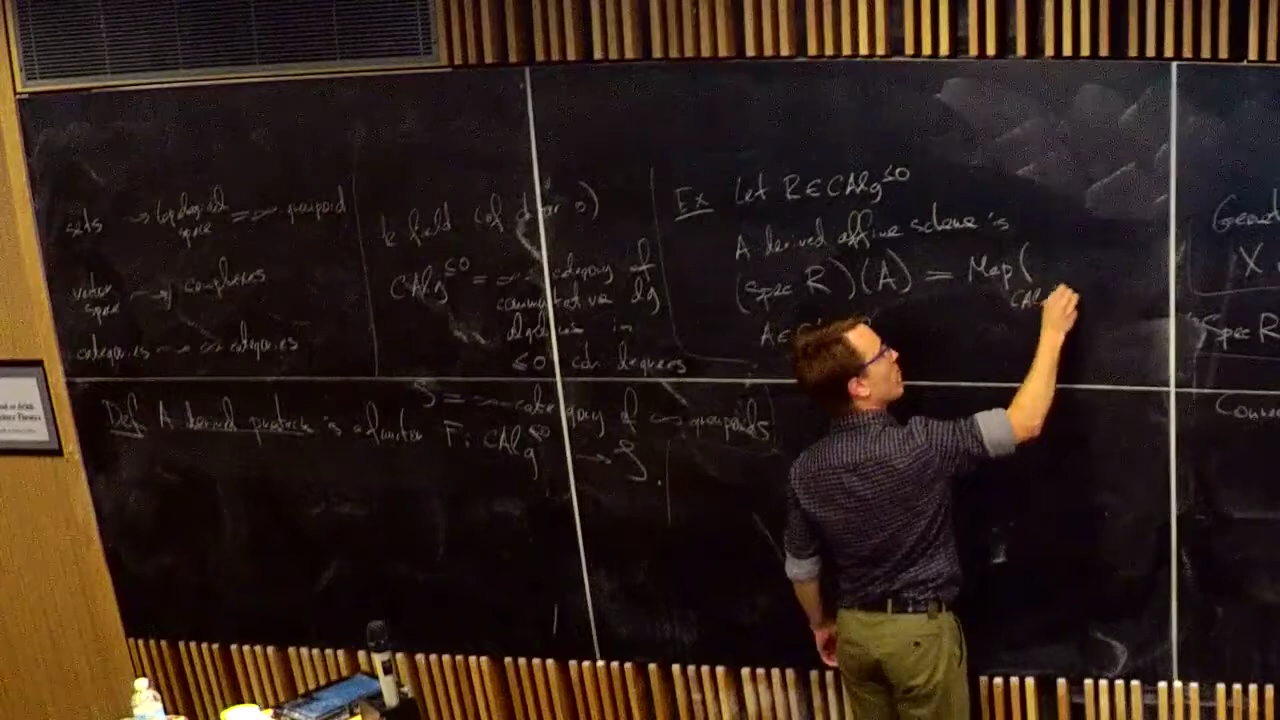 sets ⇝ topological space = ∞-groupoid
vector space ⇝ complexes
categories ⇝ ∞-categories
k field (of char 0)
CAlg^{≤0} = ∞-category of
commutative dg
algebras in
≤0 coh degrees
Ex Let R∈CAlg^{≤0}
A derived affine scheme is
(Spec R)(A) = Map(
CAlg
A∈
S = ∞-category of ∞-groupoids
Def A derived prestack is a functor F: CAlg^{≤0} → S.
X
Spec R